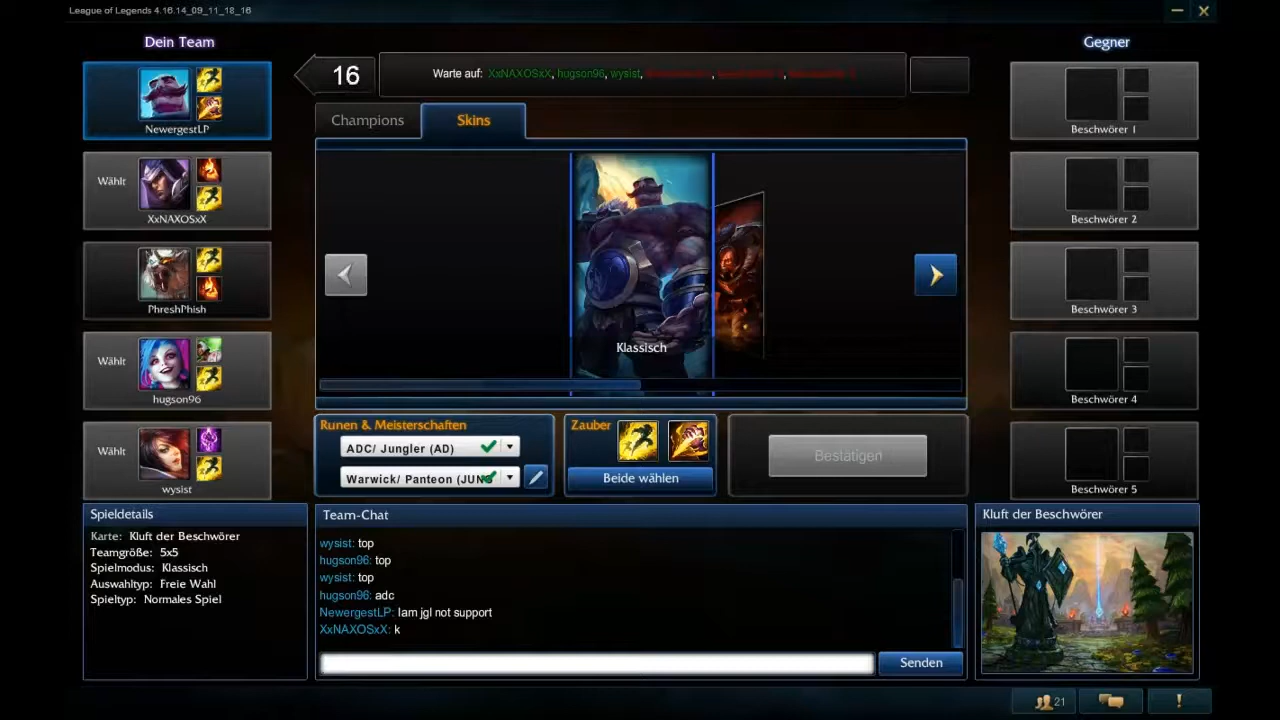 League of Legends 4.16.14_09_11_18_16
Dein Team
Gegner
16
Warte auf: XxNAXOSxX, hugson96, wysist,
Champions
Skins
NewergestLP
Wählt
XxNAXOSxX
PhreshPhish
Wählt
hugson96
Wählt
wysist
Klassisch
Beschwörer 1
Beschwörer 2
Beschwörer 3
Beschwörer 4
Beschwörer 5
Runen & Meisterschaften
ADC/ Jungler (AD)
Warwick/ Panteon (JUNG
Zauber
Beide wählen
Bestätigen
Spieldetails
Karte: Kluft der Beschwörer
Teamgröße: 5x5
Spielmodus: Klassisch
Auswahltyp: Freie Wahl
Spieltyp: Normales Spiel
Team-Chat
wysist: top
hugson96: top
wysist: top
hugson96: adc
NewergestLP: Iam jgl not support
XxNAXOSxX: k
Senden
Kluft der Beschwörer
21